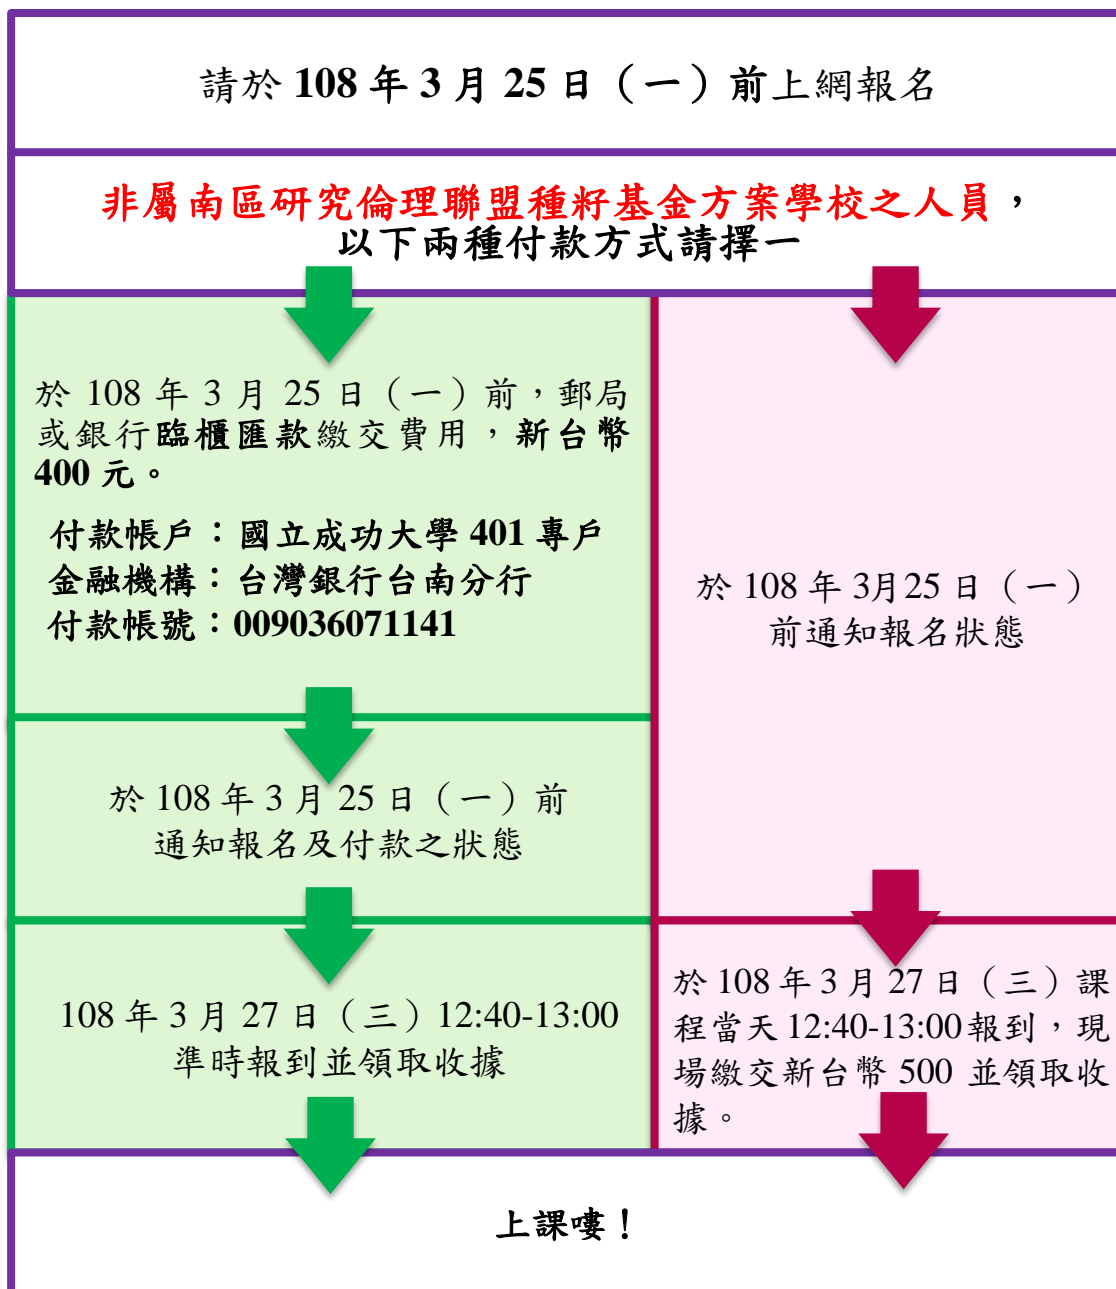 請於 108 年 3 月 25 日（一）前上網報名
非屬南區研究倫理聯盟種籽基金方案學校之人員，
以下兩種付款方式請擇一
於 108 年 3 月 25 日（一）前，郵局
或銀行臨櫃匯款繳交費用，新台幣
400 元。
付款帳戶：國立成功大學 401 專戶
金融機構：台灣銀行台南分行
付款帳號：009036071141
於 108 年 3 月 25 日（一）前
通知報名及付款之狀態
108 年 3 月 27 日（三）12:40-13:00
準時報到並領取收據
於 108 年 3月25 日（一）
前通知報名狀態
於 108 年 3 月 27 日（三）課
程當天 12:40-13:00報到，現
場繳交新台幣 500 並領取收
據。
上課嘍！